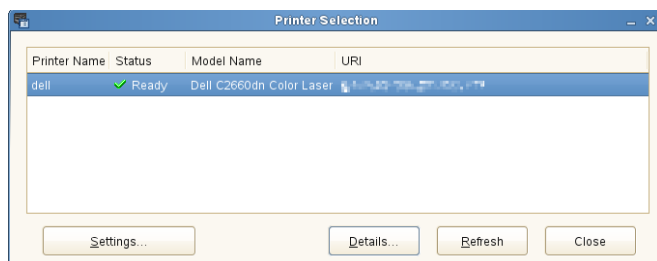 Printer Selection
Printer Name Status Model Name URI
dell Ready Dell C2660dn Color Laser
Settings... Details... Refresh Close